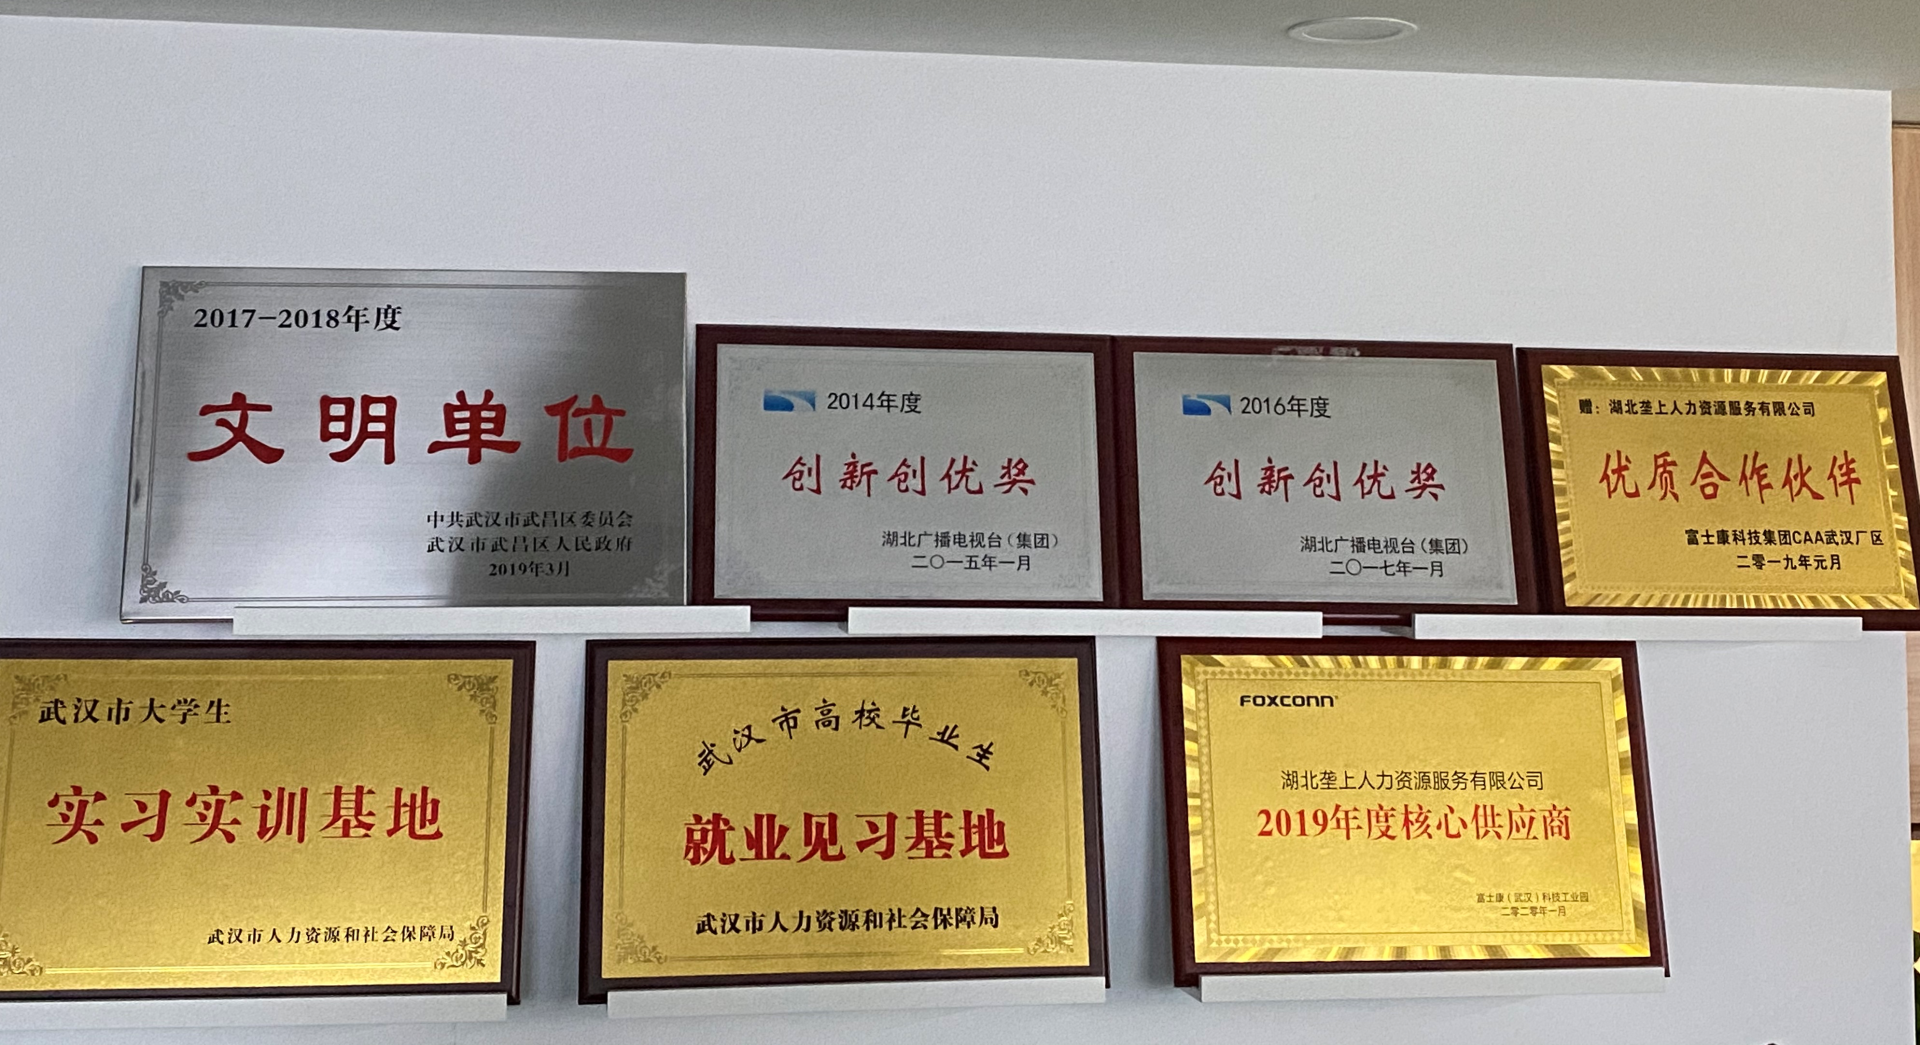 2017-2018年度
文明单位
中共武汉市武昌区委员会
武汉市武昌区人民政府
2019年3月
2014年度
创新创优奖
湖北广播电视台（集团）
二〇一五年一月
2016年度
创新创优奖
湖北广播电视台（集团）
二〇一七年一月
赠：湖北垄上人力资源服务有限公司
优质合作伙伴
富士康科技集团CAA武汉厂区
二零一九年元月
武汉市大学生
实习实训基地
武汉市人力资源和社会保障局
武汉市高校毕业生
就业见习基地
武汉市人力资源和社会保障局
FOXCONN
湖北垄上人力资源服务有限公司
2019年度核心供应商
富士康（武汉）科技工业园
二零二零年一月